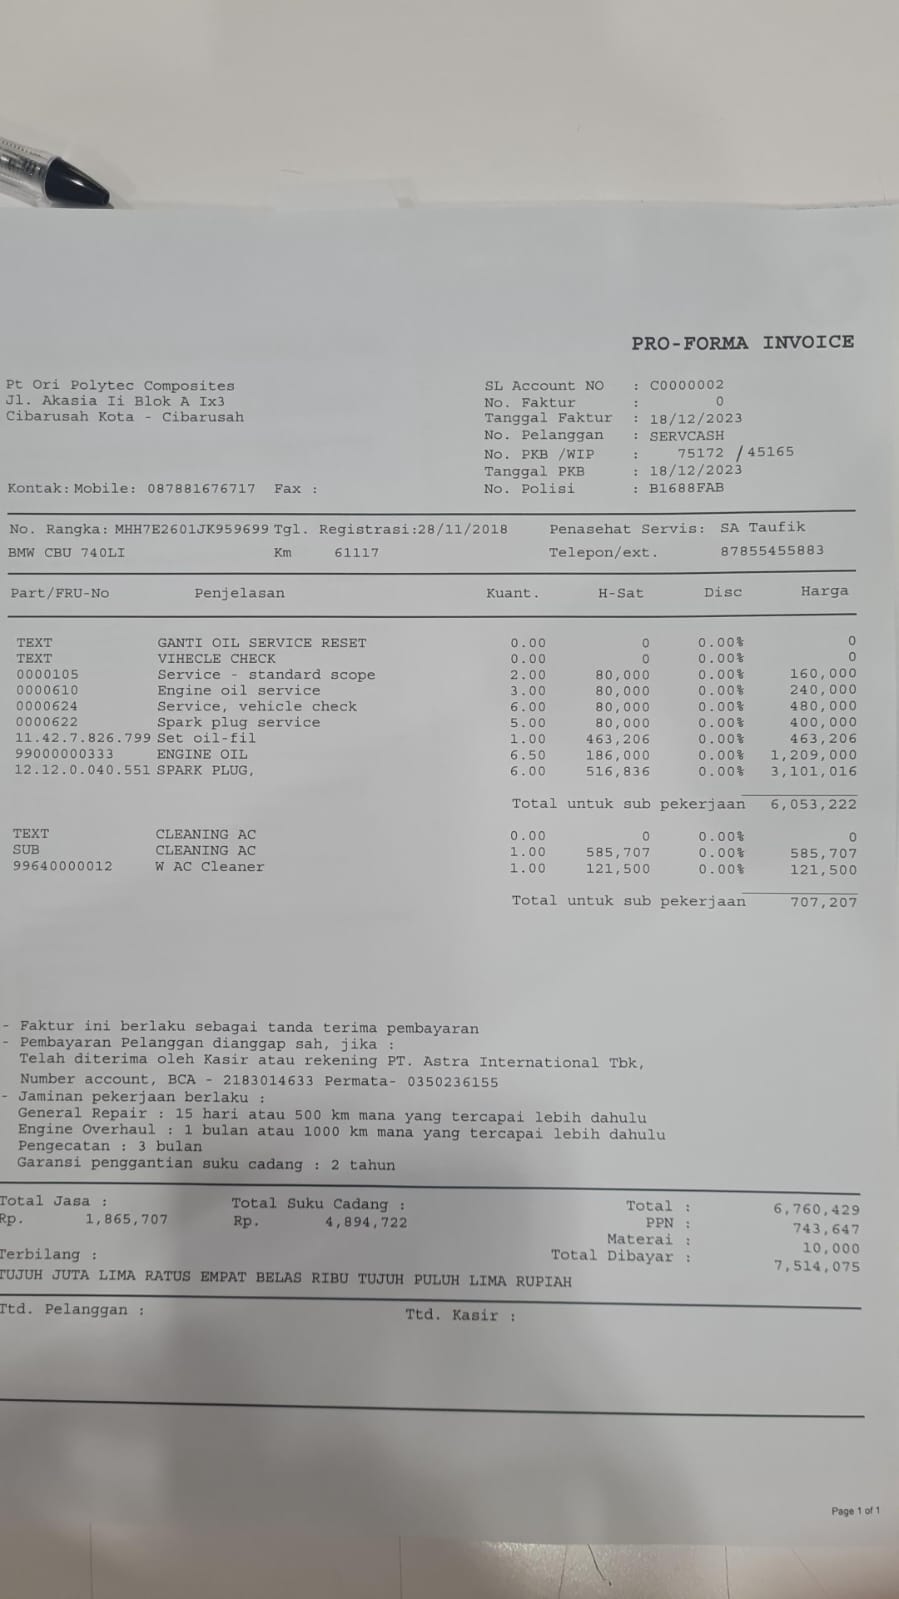 PRO-FORMA INVOICE
Pt Ori Polytec Composites
Jl. Akasia Ii Blok A Ix3
Cibarusah Kota - Cibarusah
SL Account NO : C0000002
No. Faktur : 0
Tanggal Faktur : 18/12/2023
No. Pelanggan : SERVCASH
No. PKB /WIP : 75172 /45165
Tanggal PKB : 18/12/2023
Kontak: Mobile: 087881676717 Fax : No. Polisi : B1688FAB
No. Rangka: MHH7E2601JK959699 Tgl. Registrasi:28/11/2018 Penasehat Servis: SA Taufik
BMW CBU 740LI Km 61117 Telepon/ext. 87855455883
Part/FRU-No Penjelasan Kuant. H-Sat Disc Harga
TEXT GANTI OIL SERVICE RESET 0.00 0 0.00% 0
TEXT VIHECLE CHECK 0.00 0 0.00% 0
0000105 Service - standard scope 2.00 80,000 0.00% 160,000
0000610 Engine oil service 3.00 80,000 0.00% 240,000
0000624 Service, vehicle check 6.00 80,000 0.00% 480,000
0000622 Spark plug service 5.00 80,000 0.00% 400,000
11.42.7.826.799 Set oil-fil 1.00 463,206 0.00% 463,206
99000000333 ENGINE OIL 6.50 186,000 0.00% 1,209,000
12.12.0.040.551 SPARK PLUG, 6.00 516,836 0.00% 3,101,016
Total untuk sub pekerjaan 6,053,222
TEXT CLEANING AC 0.00 0 0.00% 0
SUB CLEANING AC 1.00 585,707 0.00% 585,707
99640000012 W AC Cleaner 1.00 121,500 0.00% 121,500
Total untuk sub pekerjaan 707,207
- Faktur ini berlaku sebagai tanda terima pembayaran
- Pembayaran Pelanggan dianggap sah, jika :
Telah diterima oleh Kasir atau rekening PT. Astra International Tbk,
Number account, BCA - 2183014633 Permata- 0350236155
- Jaminan pekerjaan berlaku :
General Repair : 15 hari atau 500 km mana yang tercapai lebih dahulu
Engine Overhaul : 1 bulan atau 1000 km mana yang tercapai lebih dahulu
Pengecatan : 3 bulan
Garansi penggantian suku cadang : 2 tahun
Total Jasa : Total Suku Cadang : Total : 6,760,429
Rp. 1,865,707 Rp. 4,894,722 PPN : 743,647
Materai : 10,000
Terbilang : Total Dibayar : 7,514,075
TUJUH JUTA LIMA RATUS EMPAT BELAS RIBU TUJUH PULUH LIMA RUPIAH
Ttd. Pelanggan : Ttd. Kasir :
Page 1 of 1